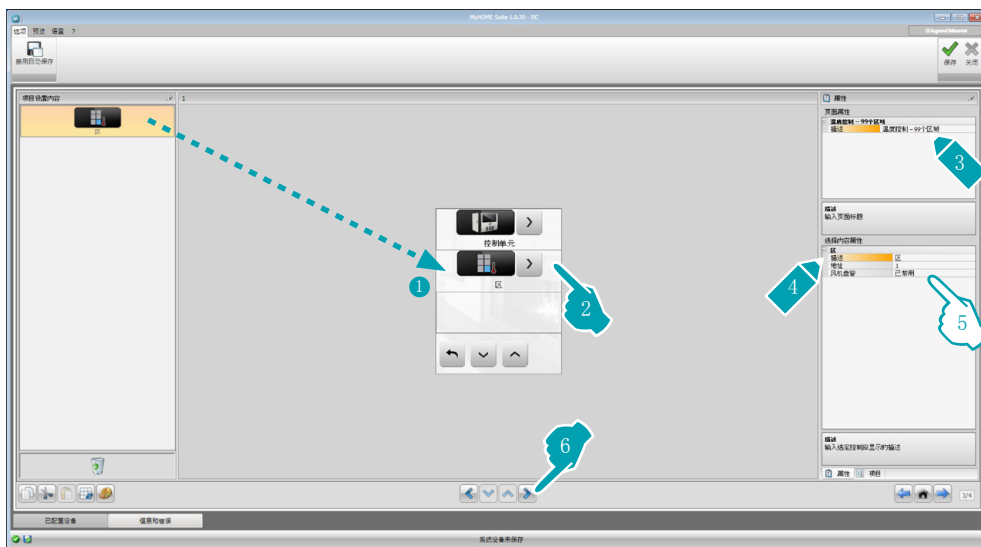 MyHOME Suite 1.0.30 - RC
选项 预览 语言 ?
禁用自动保存
保存 关闭
项目设置内容
1
属性
区
页面属性
温度控制 - 99个区域
描述 温度控制 - 99个区域
3
描述
输入页面标题
控制单元
选择内容属性
区
描述 区
地址 1
风机盘管 已禁用
区
1
2
4
5
描述
输入选定控制应显示的描述
6
属性 项目
3/4
已配置设备 信息和错误
系统设备未保存